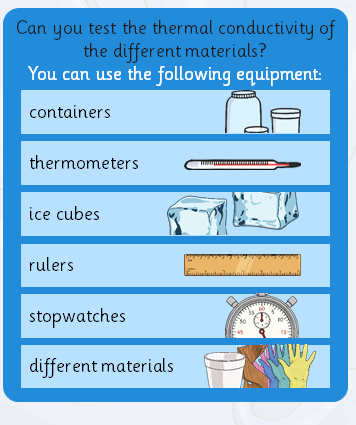 Can you test the thermal conductivity of
the different materials?
You can use the following equipment:
containers
thermometers
ice cubes
rulers
stopwatches
different materials